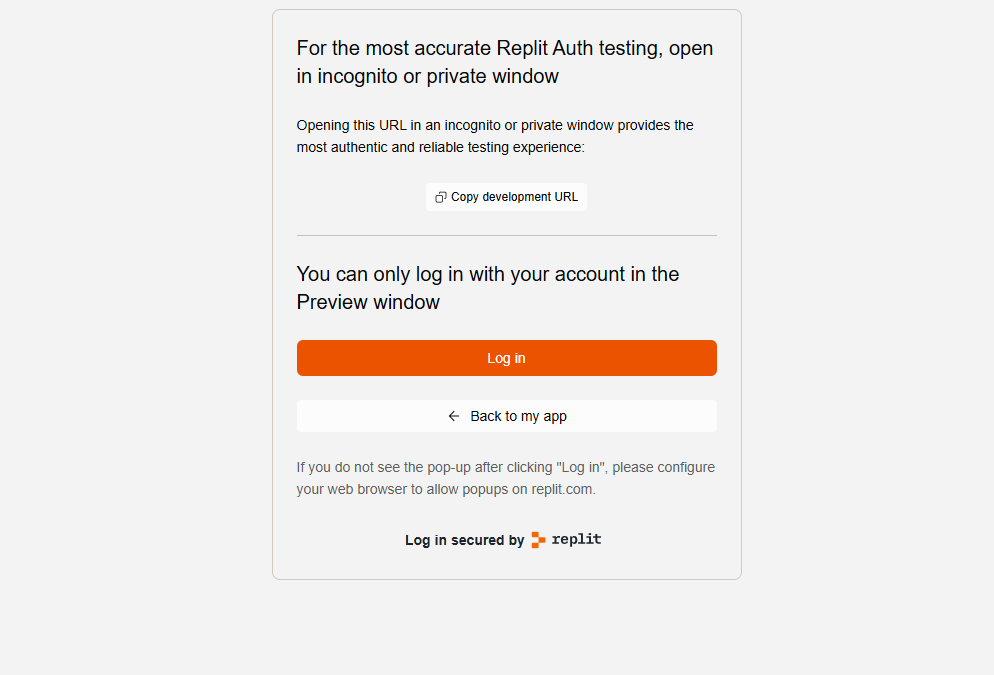 For the most accurate Replit Auth testing, open
in incognito or private window
Opening this URL in an incognito or private window provides the
most authentic and reliable testing experience:
Copy development URL
You can only log in with your account in the
Preview window
Log in
Back to my app
If you do not see the pop-up after clicking "Log in", please configure
your web browser to allow popups on replit.com.
Log in secured by replit